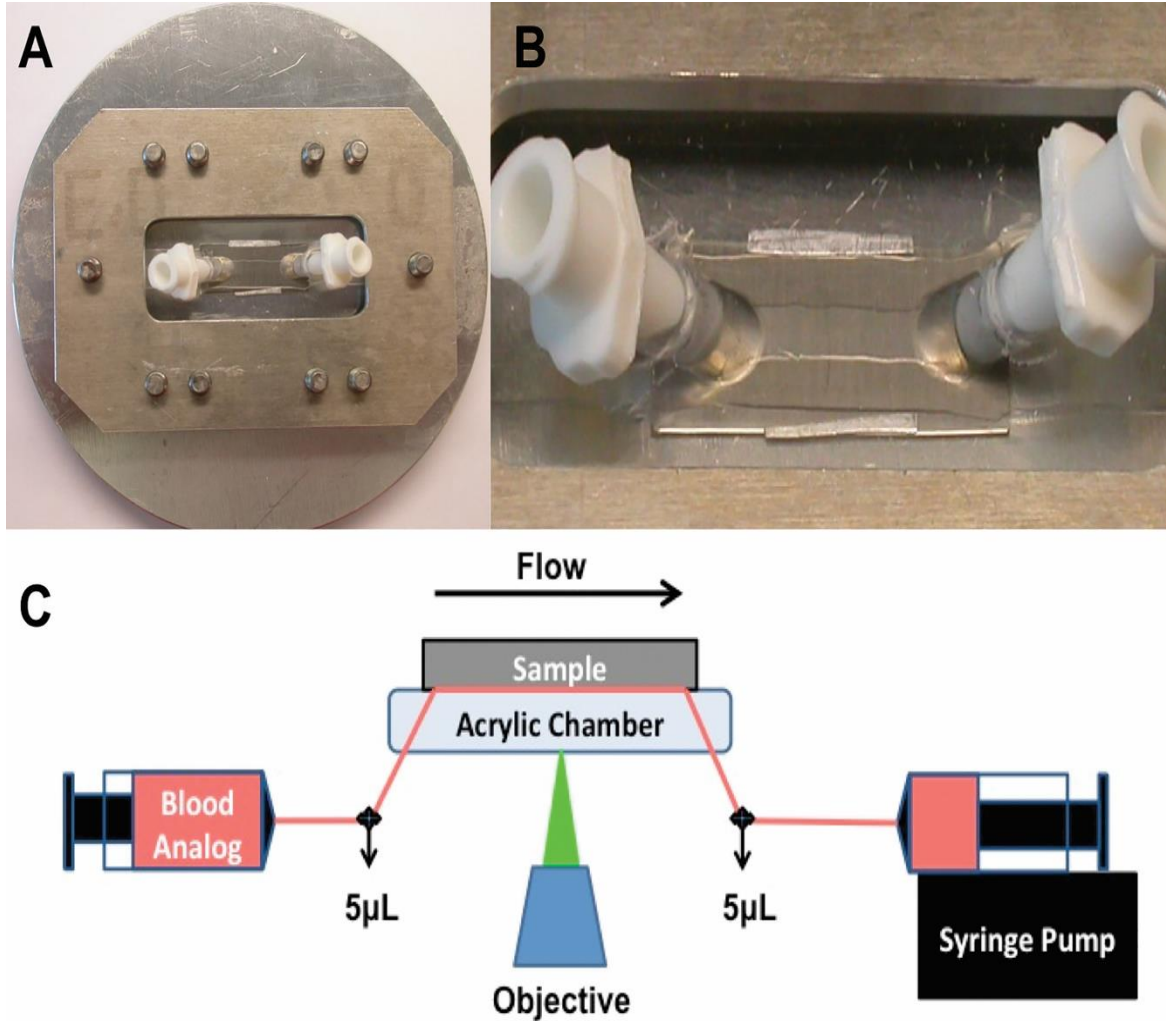 A
B
C
Flow
Sample
Acrylic Chamber
Blood
Analog
5µL
5µL
Syringe Pump
Objective